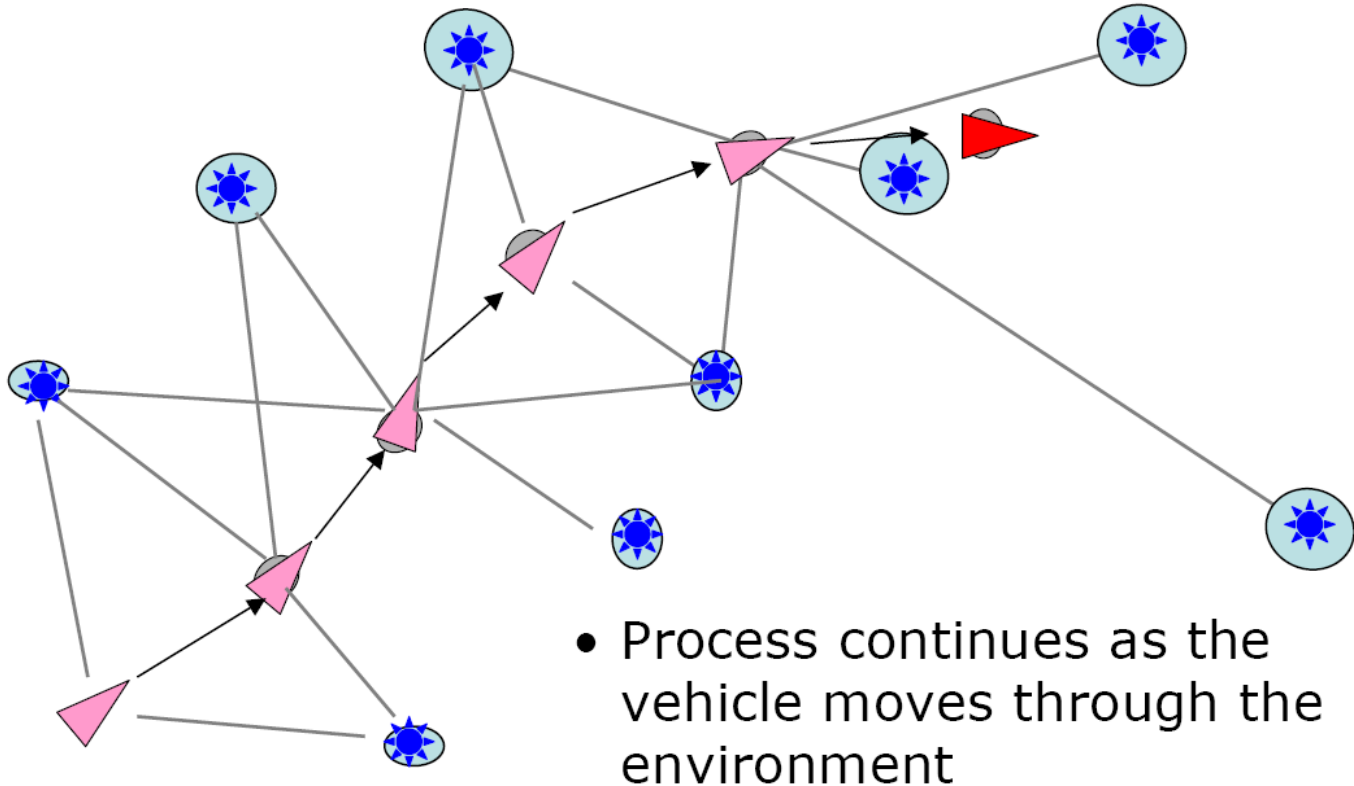 • Process continues as the
vehicle moves through the
environment